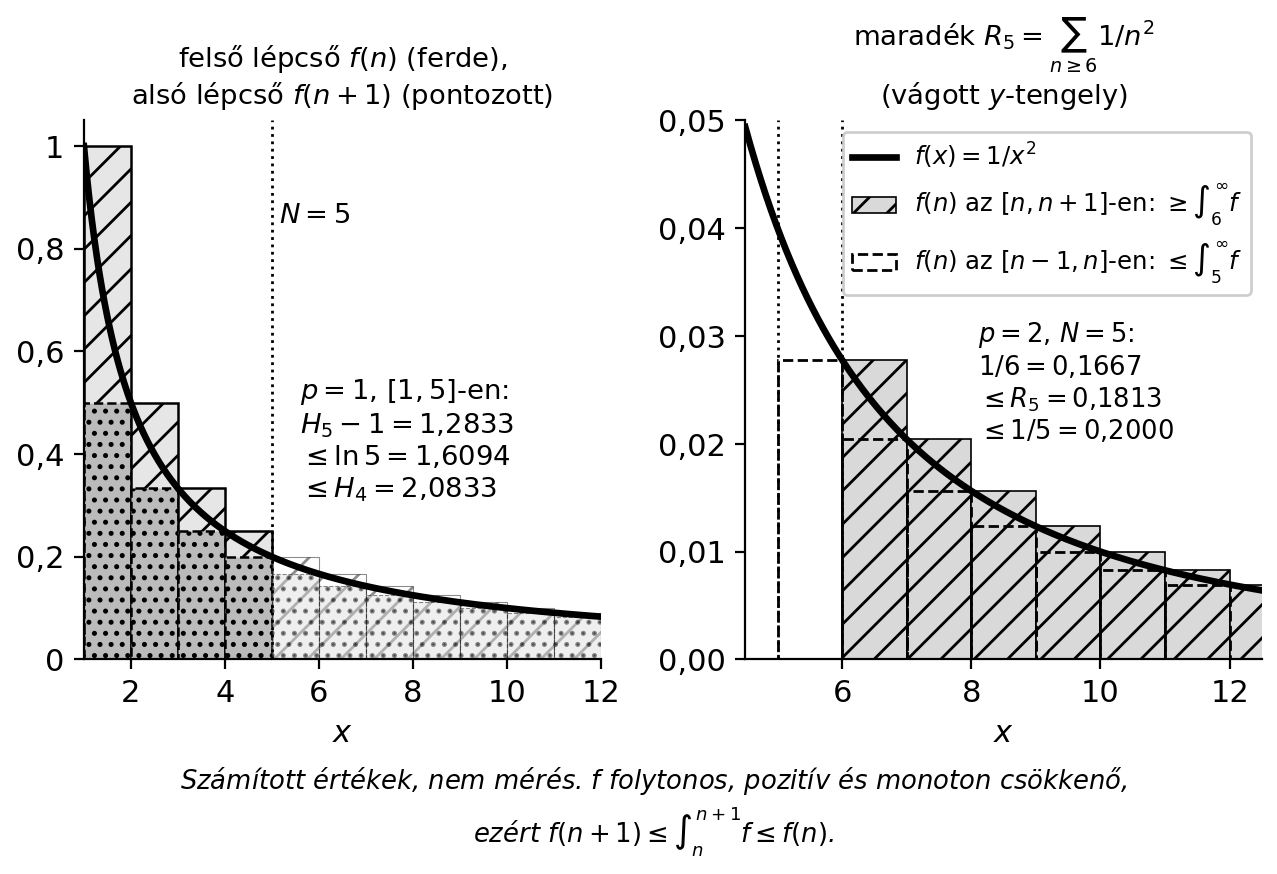 felső lépcső f(n) (ferde),
alsó lépcső f(n + 1) (pontozott)
1
0,8
0,6
0,4
0,2
0
N = 5
p = 1, [1, 5]-en:
H₅ − 1 = 1,2833
≤ ln 5 = 1,6094
≤ H₄ = 2,0833
2 4 6 8 10 12
x
maradék R₅ = ∑ 1/n²
n ≥ 6
(vágott y-tengely)
0,05
0,04
0,03
0,02
0,01
0,00
f(x) = 1/x²
f(n) az [n, n + 1]-en: ≥ ∫₆^∞ f
f(n) az [n − 1, n]-en: ≤ ∫₅^∞ f
p = 2, N = 5:
1/6 = 0,1667
≤ R₅ = 0,1813
≤ 1/5 = 0,2000
6 8 10 12
x
Számított értékek, nem mérés. f folytonos, pozitív és monoton csökkenő,
ezért f(n + 1) ≤ ∫ₙ^{n+1} f ≤ f(n).